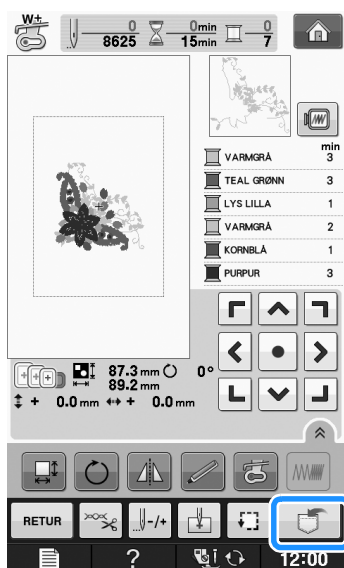 W+
0
8625
0min
15min
0
7
min
VARMGRÅ 3
TEAL GRØNN 3
LYS LILLA 1
VARMGRÅ 2
KORNBLÅ 1
PURPUR 3
87.3 mm 0°
89.2 mm
+ 0.0 mm + 0.0 mm
RETUR -/+
? 12:00